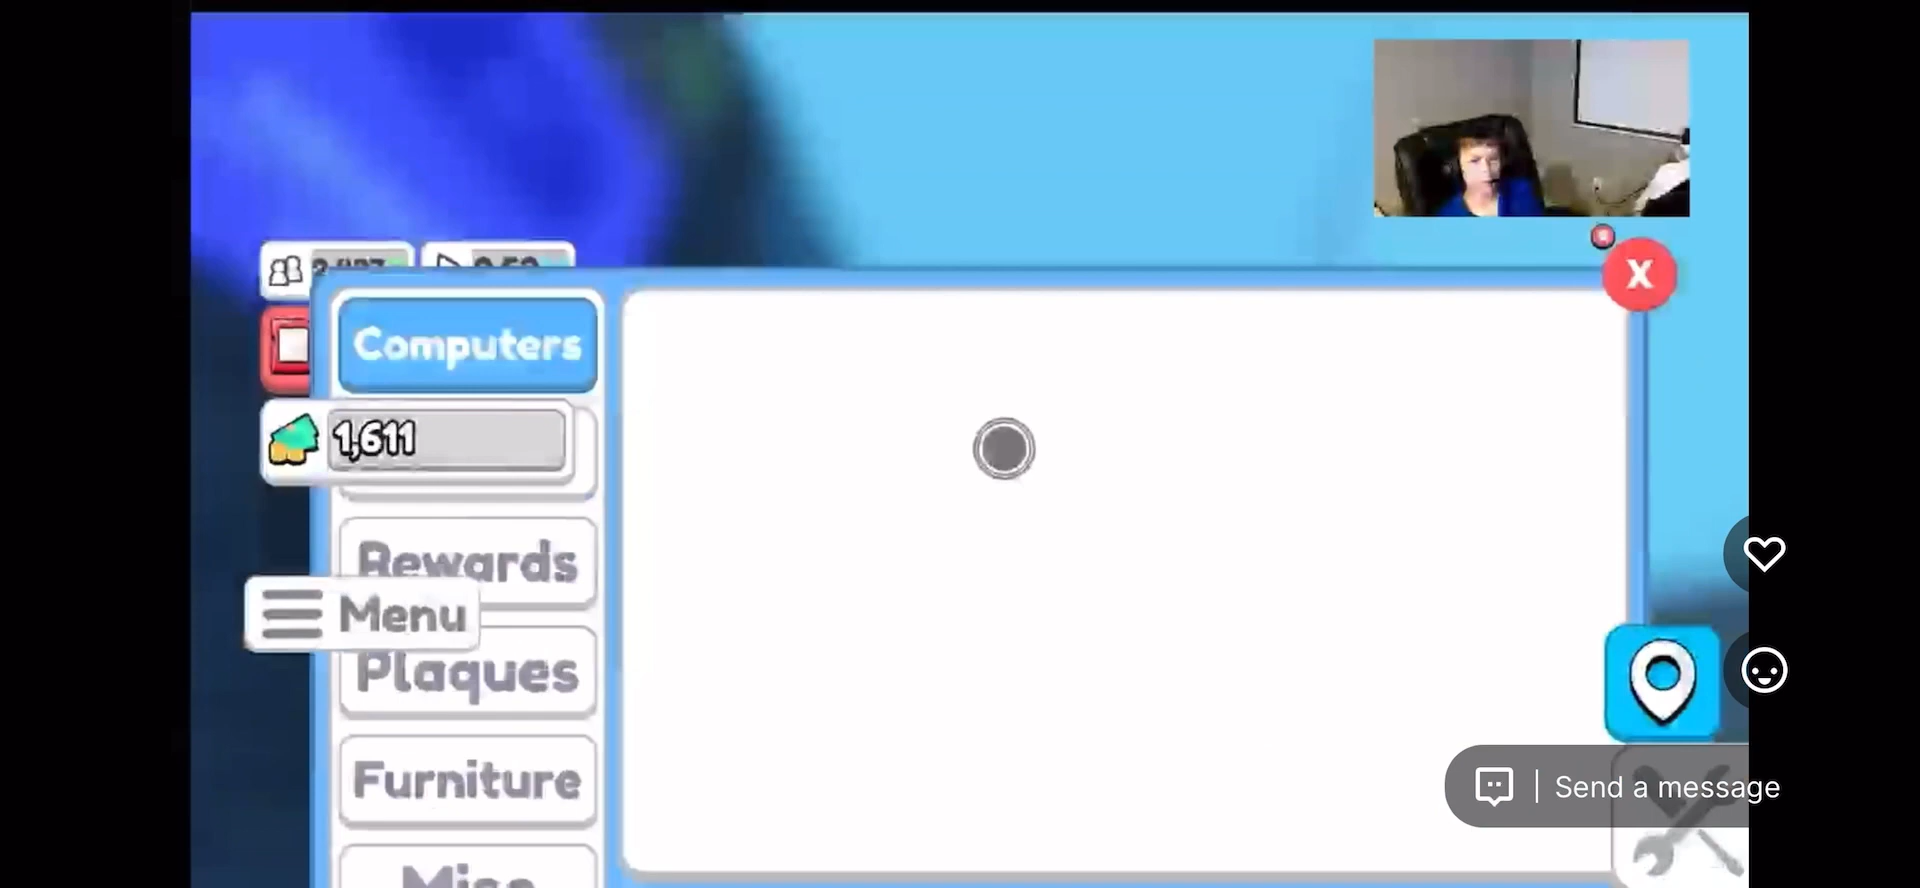 X
Computers
1,611
Rewards
Menu
Plaques
Furniture
Send a message